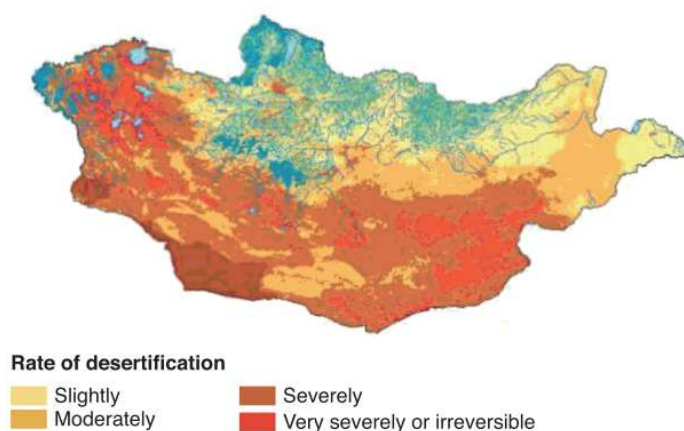 Rate of desertification
Slightly
Moderately
Severely
Very severely or irreversible